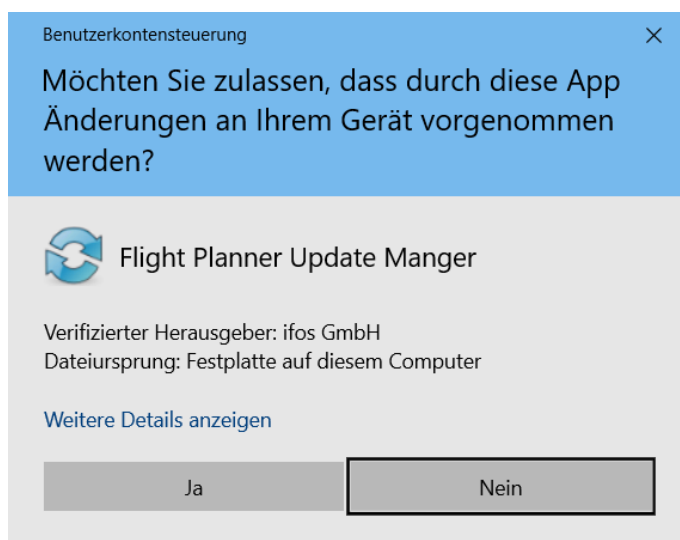 Benutzerkontensteuerung
Möchten Sie zulassen, dass durch diese App
Änderungen an Ihrem Gerät vorgenommen
werden?
Flight Planner Update Manger
Verifizierter Herausgeber: ifos GmbH
Dateiursprung: Festplatte auf diesem Computer
Weitere Details anzeigen
Ja
Nein